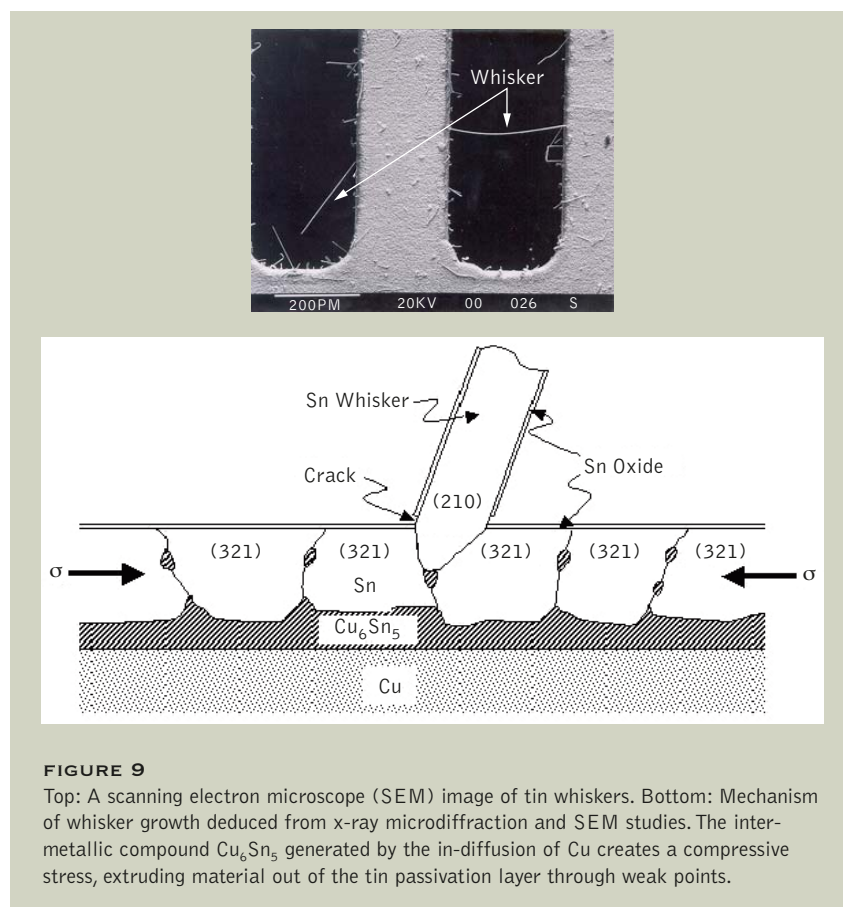 Whisker
200PM 20KV 00 026 S
Sn Whisker
Sn Oxide
Crack
(210)
(321) (321) (321) (321) (321)
σ σ
Sn
Cu₆Sn₅
Cu
FIGURE 9
Top: A scanning electron microscope (SEM) image of tin whiskers. Bottom: Mechanism
of whisker growth deduced from x-ray microdiffraction and SEM studies. The inter-
metallic compound Cu₆Sn₅ generated by the in-diffusion of Cu creates a compressive
stress, extruding material out of the tin passivation layer through weak points.